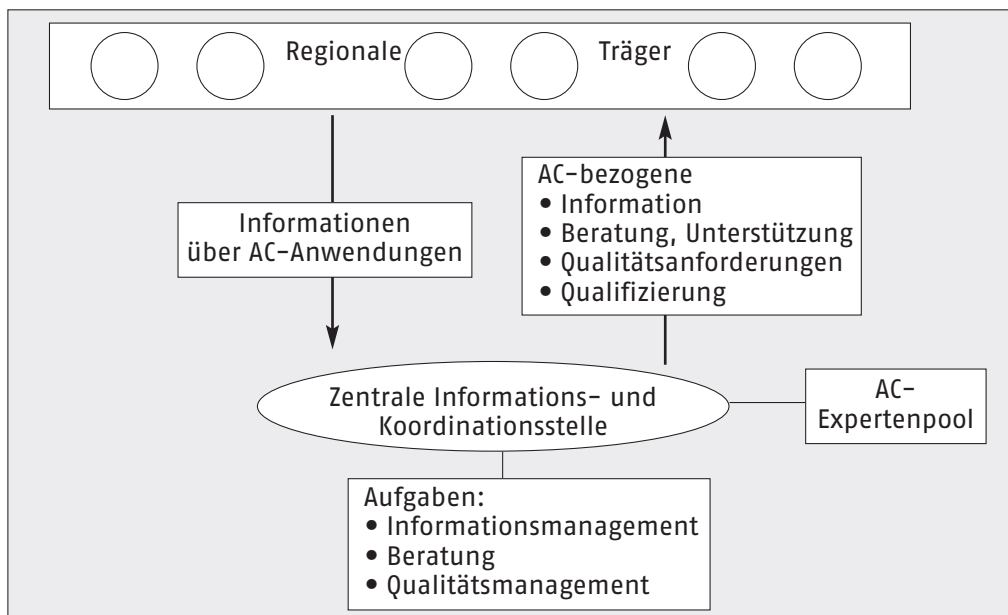 Regionale Träger
Informationen
über AC-Anwendungen
AC-bezogene
• Information
• Beratung, Unterstützung
• Qualitätsanforderungen
• Qualifizierung
Zentrale Informations- und
Koordinationsstelle
AC-
Expertenpool
Aufgaben:
• Informationsmanagement
• Beratung
• Qualitätsmanagement